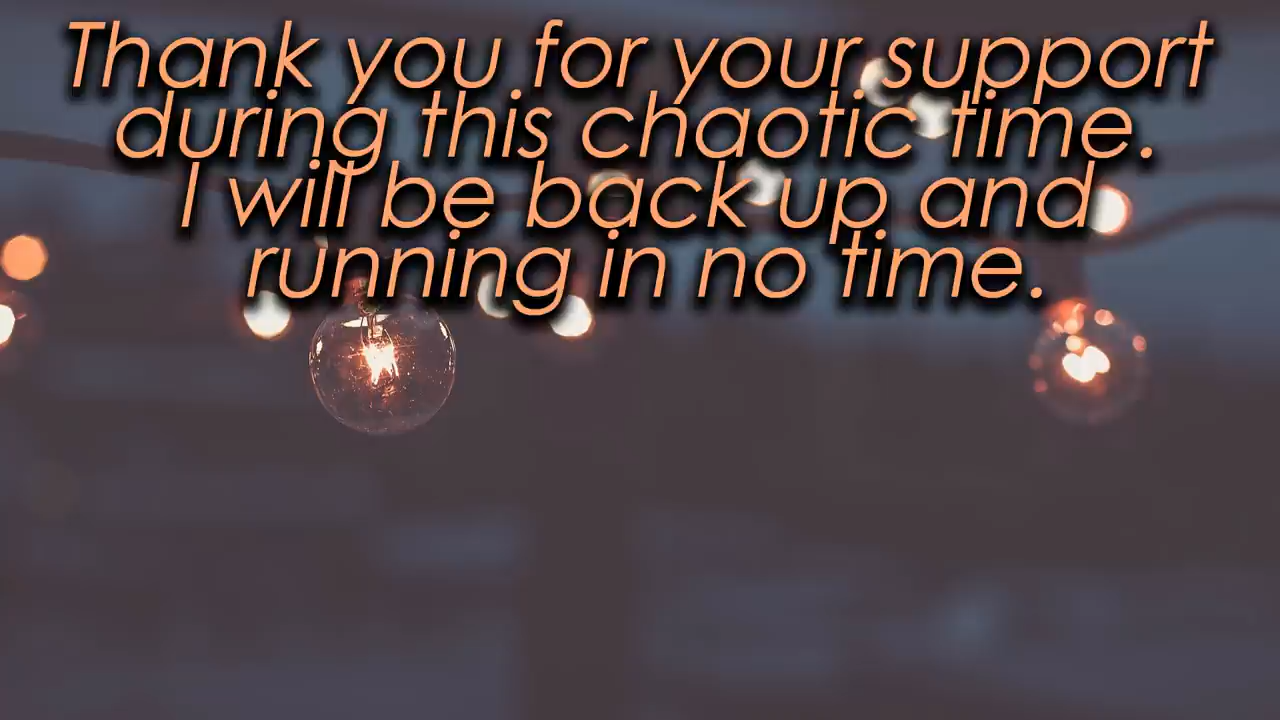 Thank you for your support
during this chaotic time.
I will be back up and
running in no time.